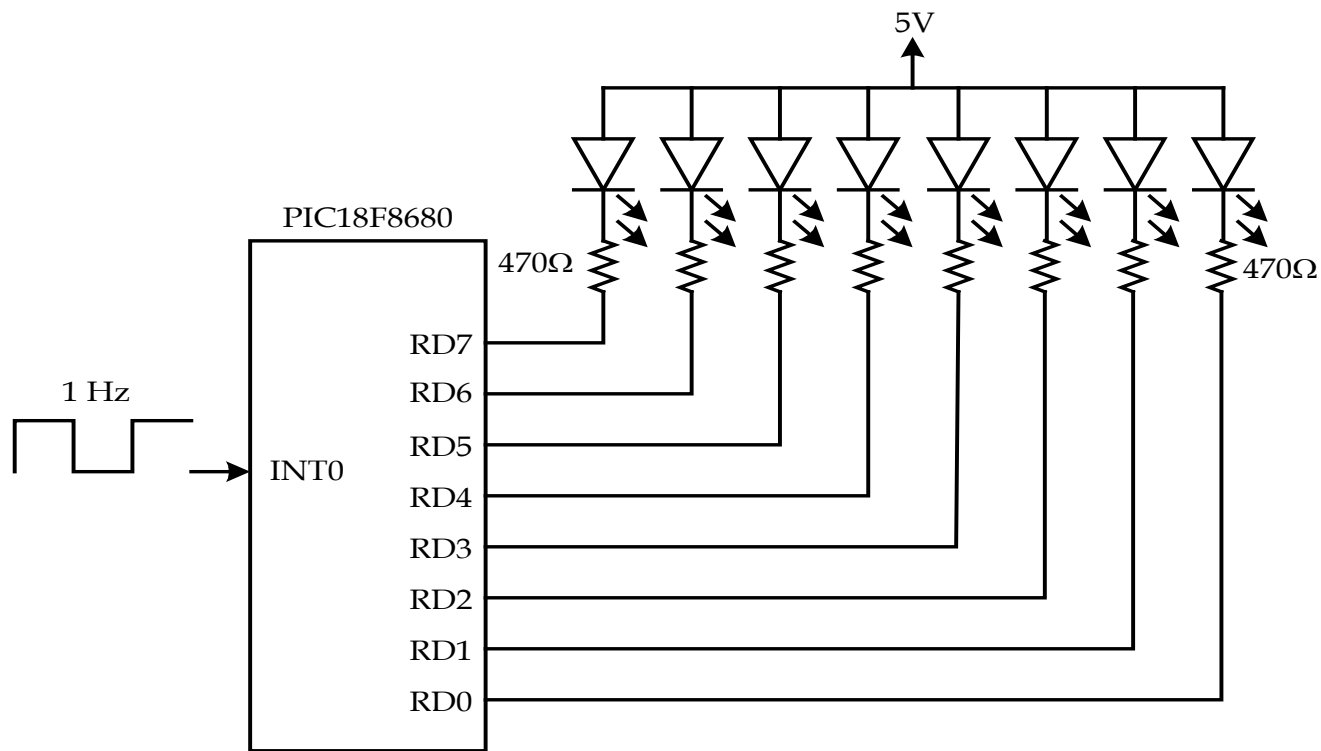 5V
PIC18F8680
470Ω
470Ω
RD7
1 Hz
RD6
RD5
INT0
RD4
RD3
RD2
RD1
RD0